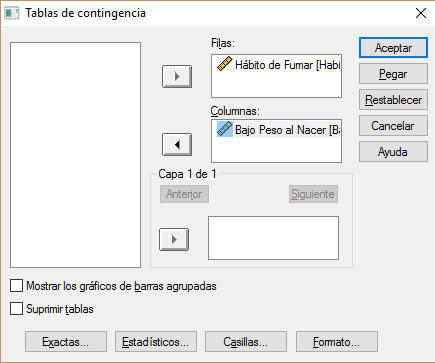 Tablas de contingencia
Filas:
Hábito de Fumar [Habi
Columnas:
Bajo Peso al Nacer [Ba
Capa 1 de 1
Anterior
Siguiente
Aceptar
Pegar
Restablecer
Cancelar
Ayuda
Mostrar los gráficos de barras agrupadas
Suprimir tablas
Exactas...
Estadísticos...
Casillas...
Formato...